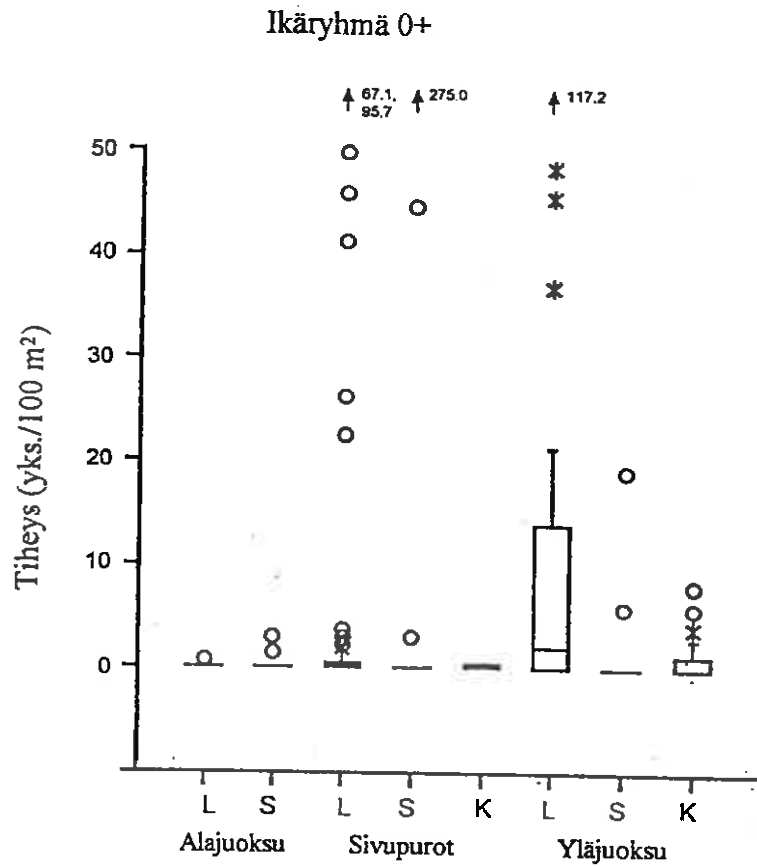 Ikäryhmä 0+
67.1, 275.0 117.2
95.7
50
40
30
20
10
0
Tiheys (yks./100 m²)
L S L S K L S K
Alajuoksu Sivupurot Yläjuoksu